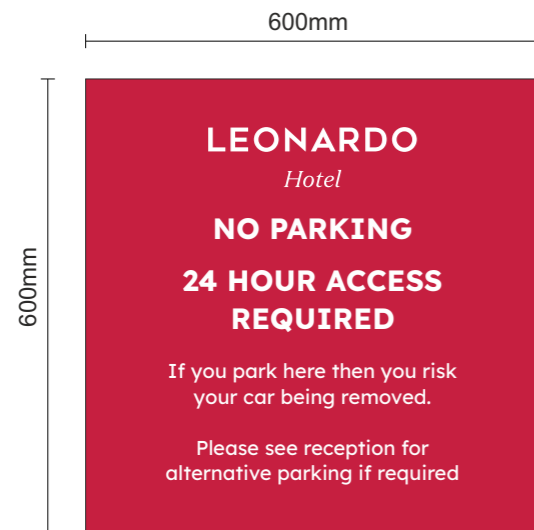 600mm
600mm
LEONARDO
Hotel
NO PARKING
24 HOUR ACCESS
REQUIRED
If you park here then you risk
your car being removed.
Please see reception for
alternative parking if required